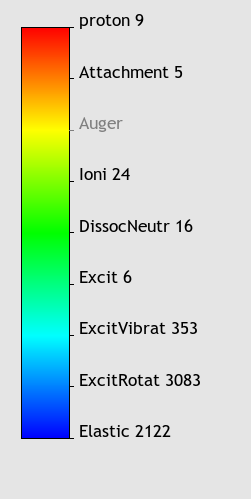 proton 9
Attachment 5
Auger
Ioni 24
DissocNeutr 16
Excit 6
ExcitVibrat 353
ExcitRotat 3083
Elastic 2122